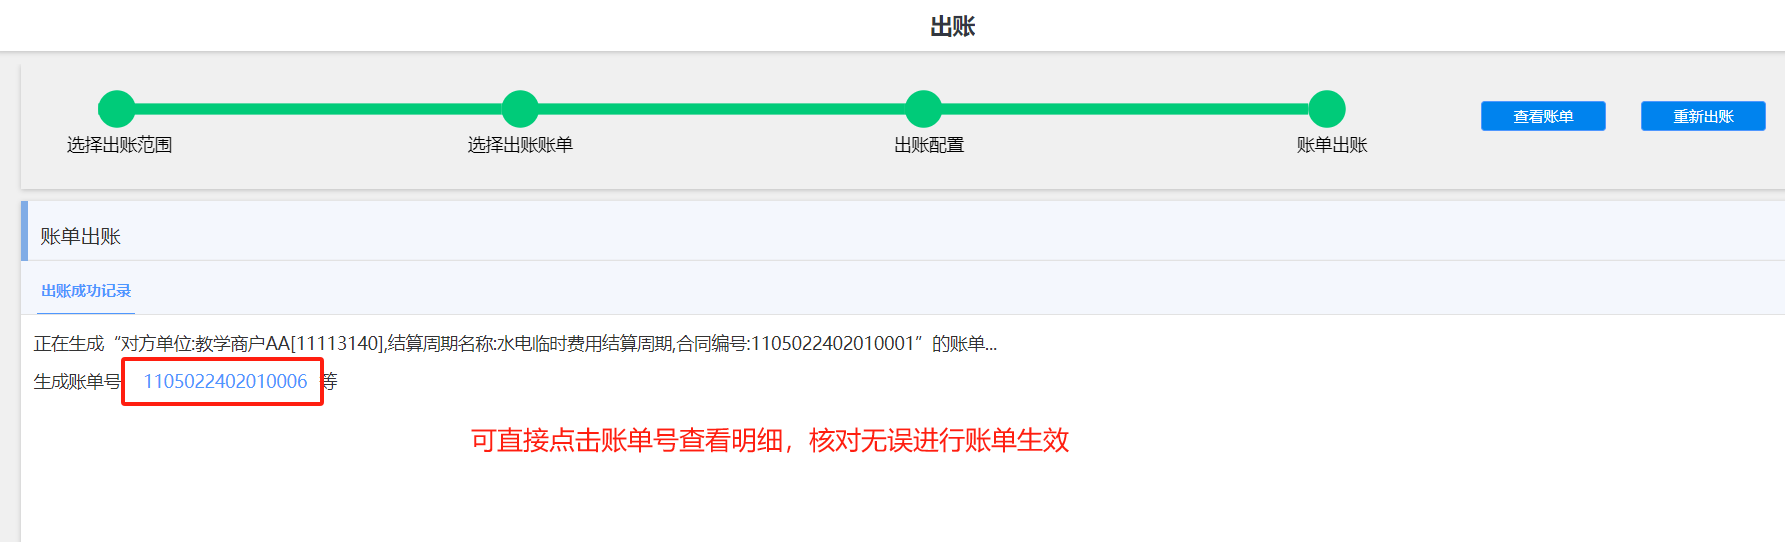 出账
选择出账范围
选择出账账单
出账配置
账单出账
查看账单
重新出账
账单出账
出账成功记录
正在生成“对方单位:教学商户AA[11113140],结算周期名称:水电临时费用结算周期,合同编号:1105022402010001”的账单...
生成账单号 1105022402010006 等
可直接点击账单号查看明细，核对无误进行账单生效